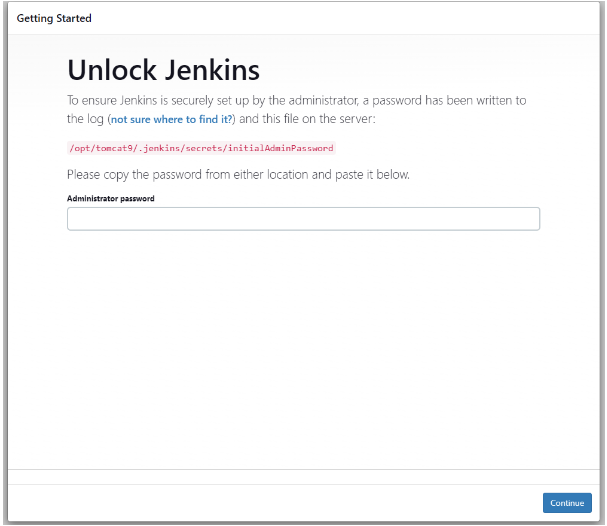 Getting Started
Unlock Jenkins
To ensure Jenkins is securely set up by the administrator, a password has been written to
the log (not sure where to find it?) and this file on the server:
/opt/tomcat9/.jenkins/secrets/initialAdminPassword
Please copy the password from either location and paste it below.
Administrator password
Continue